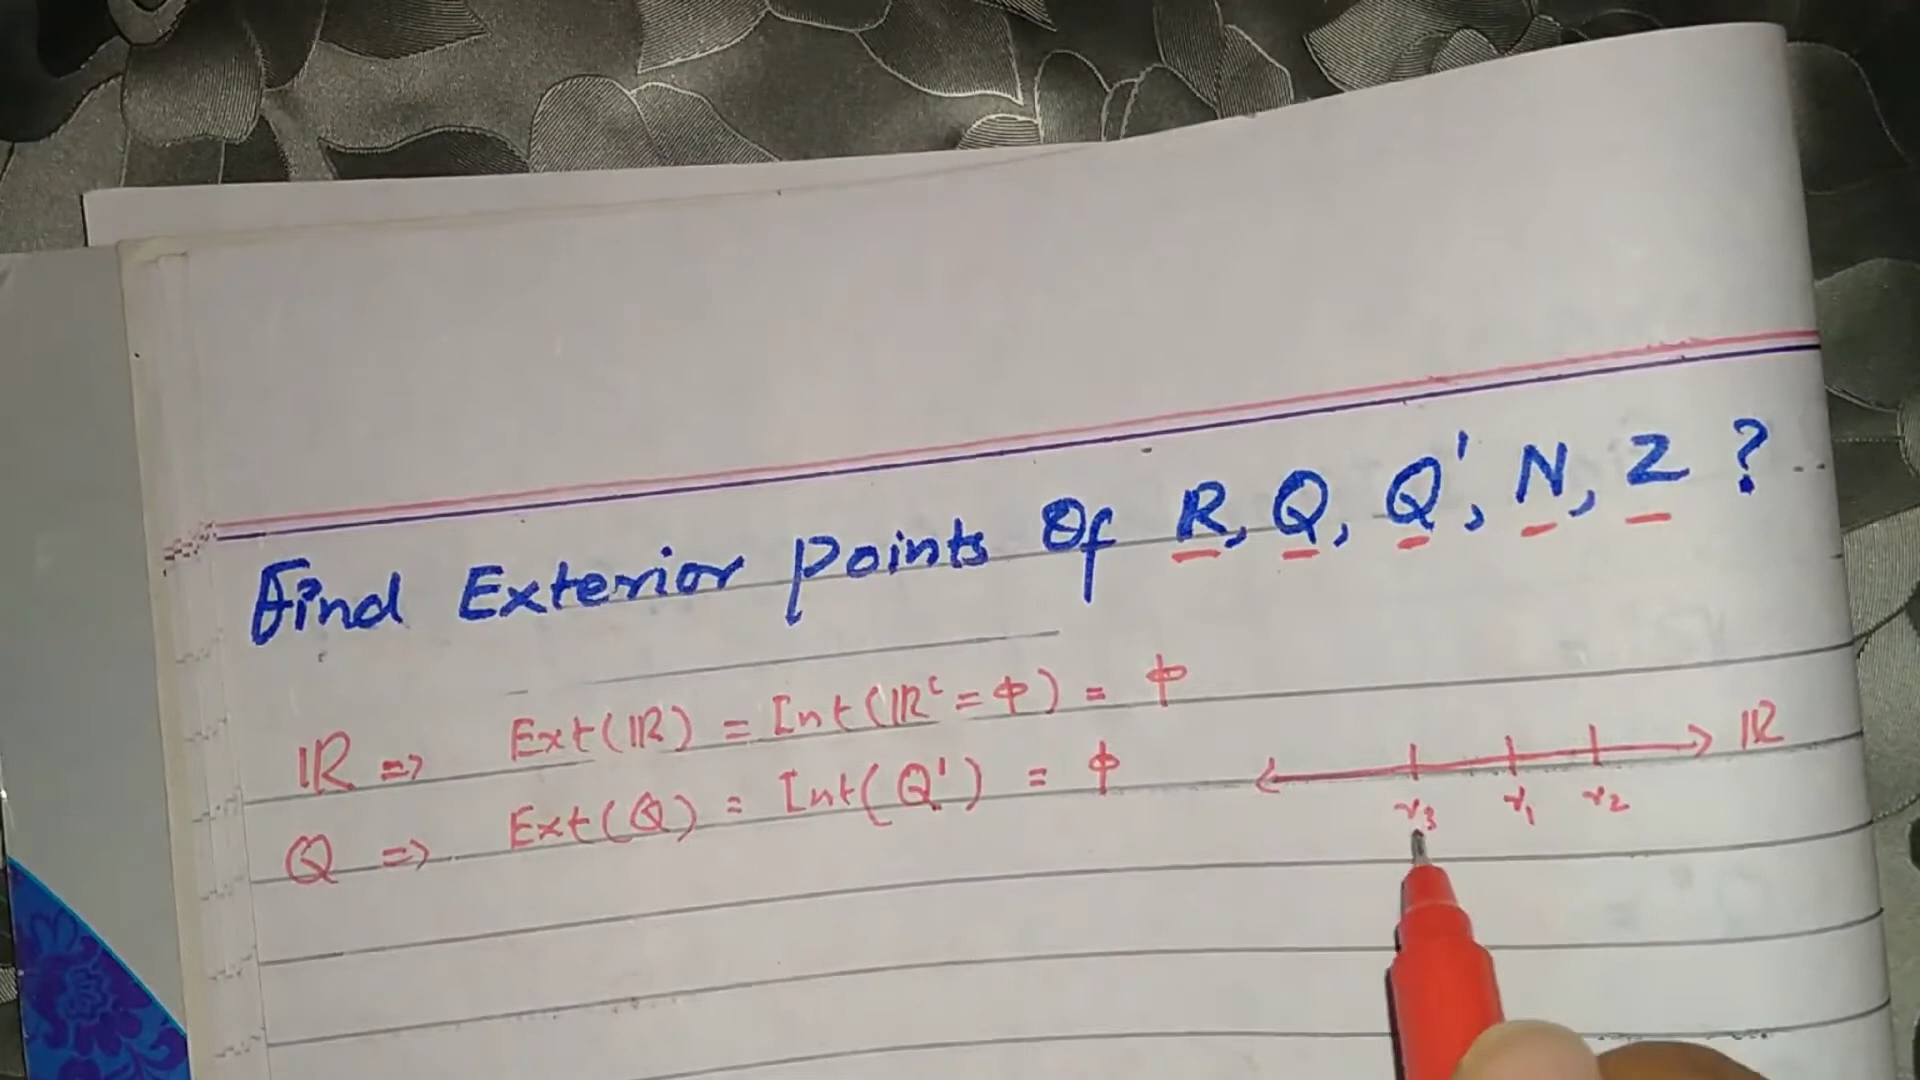 Find Exterior points Of R, Q, Q', N, Z ?
ℝ => Ext(ℝ) = Int(ℝᶜ = ϕ) = ϕ
Q => Ext(Q) = Int(Q') = ϕ
ℝ
r₃ r₁ r₂